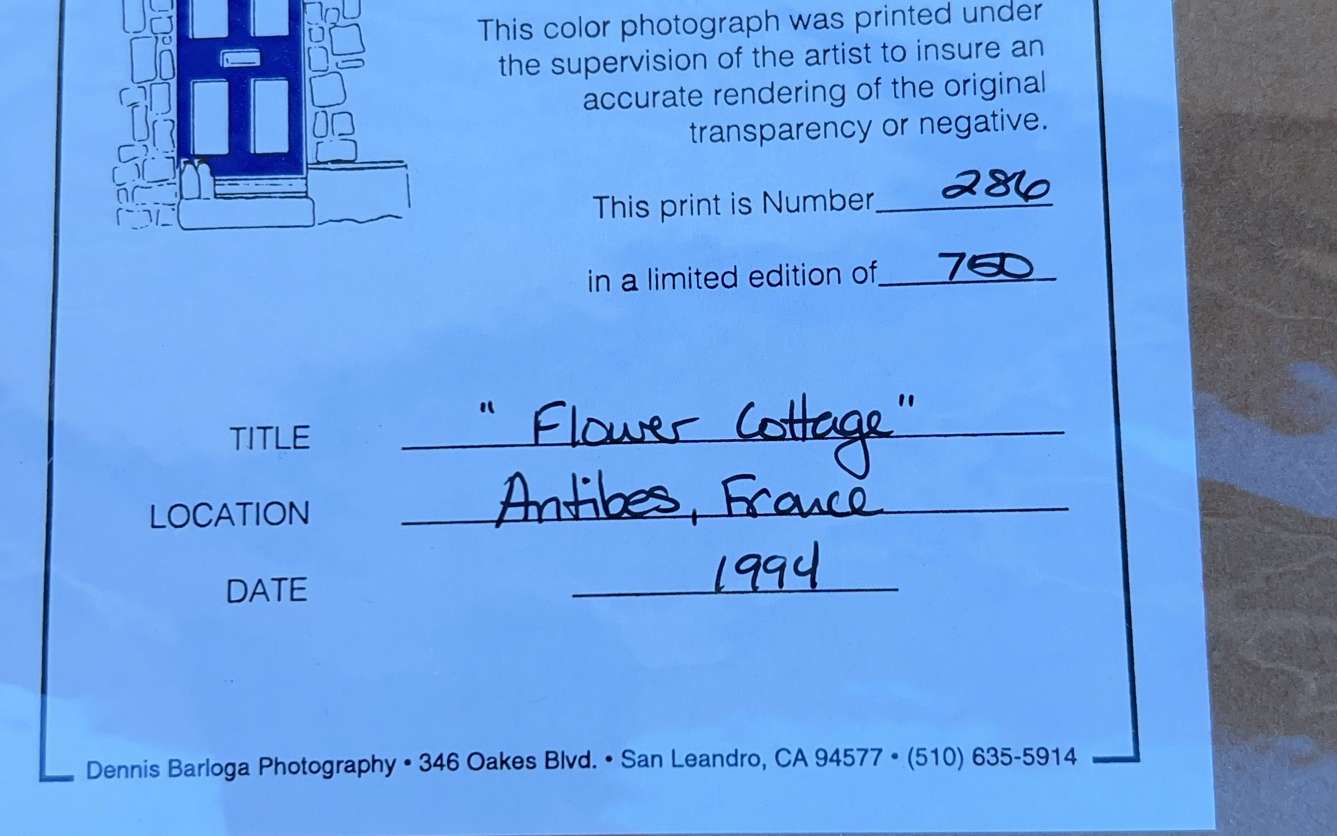 This color photograph was printed under
the supervision of the artist to insure an
accurate rendering of the original
transparency or negative.
This print is Number 286
in a limited edition of 750
TITLE "Flower Cottage"
LOCATION Antibes, France
DATE 1994
Dennis Barloga Photography • 346 Oakes Blvd. • San Leandro, CA 94577 • (510) 635-5914